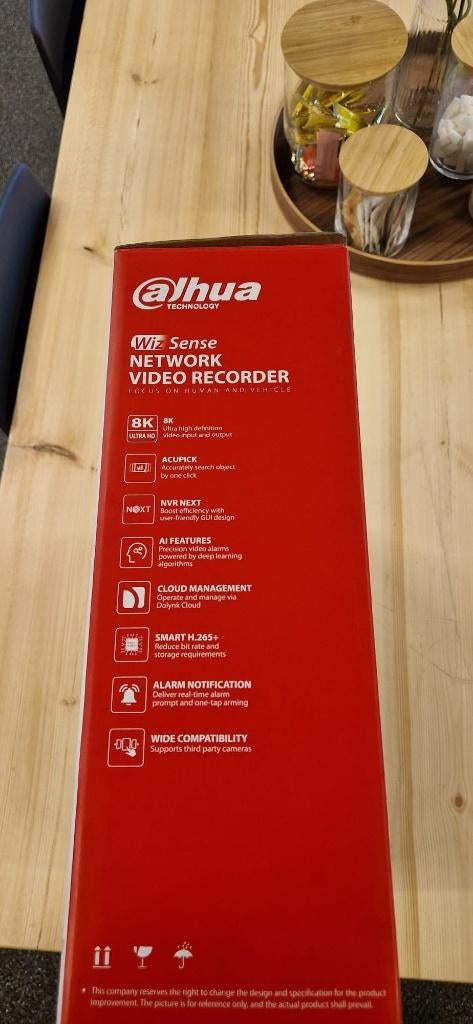 alhua
TECHNOLOGY
Wiz Sense
NETWORK
VIDEO RECORDER
FOCUS ON HUMAN AND VEHICLE
8K
ULTRA HD
8K
Ultra high definition
video input and output
ACUPICK
Accurately search object
by one click
NEXT
NVR NEXT
Boost efficiency with
user-friendly GUI design
AI FEATURES
Precision video alarms
powered by deep learning
algorithms
CLOUD MANAGEMENT
Operate and manage via
Dolynk Cloud
SMART H.265+
Reduce bit rate and
storage requirements
ALARM NOTIFICATION
Deliver real-time alarm
prompt and one-tap arming
WIDE COMPATIBILITY
Supports third party cameras
• This company reserves the right to change the design and specification for the product
improvement. The picture is for reference only, and the actual product shall prevail.